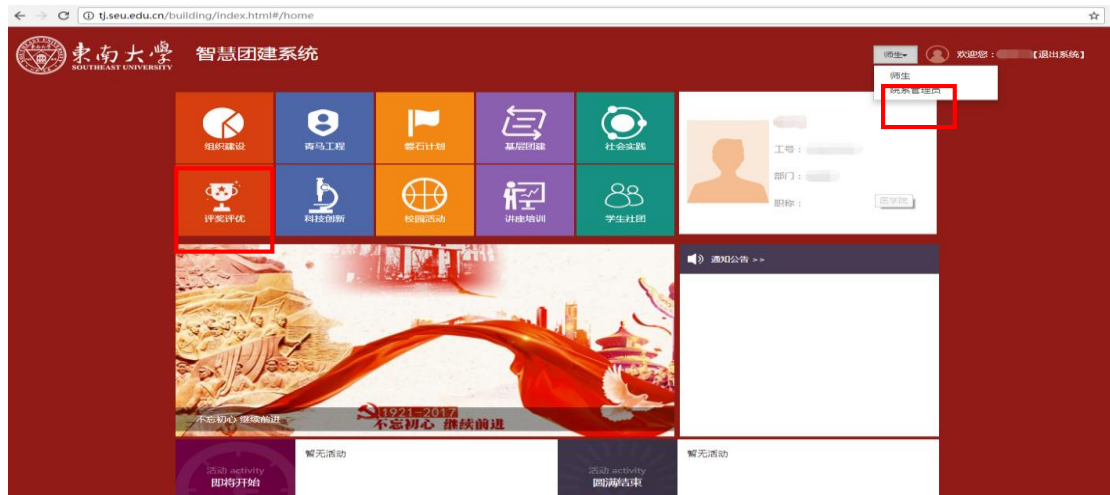 tj.seu.edu.cn/building/index.html#/home
東南大學
SOUTHEAST UNIVERSITY
智慧团建系统
师生
欢迎您：
【退出系统】
师生
院系管理员
组织建设
青马工程
磐石计划
基层团建
社会实践
工号：
部门：
职称：
医学院
评奖评优
科技创新
校园活动
讲座培训
学生社团
通知公告 >>
不忘初心 继续前进
1921-2017
不忘初心 继续前进
活动 activity
即将开始
暂无活动
活动 activity
圆满结束
暂无活动